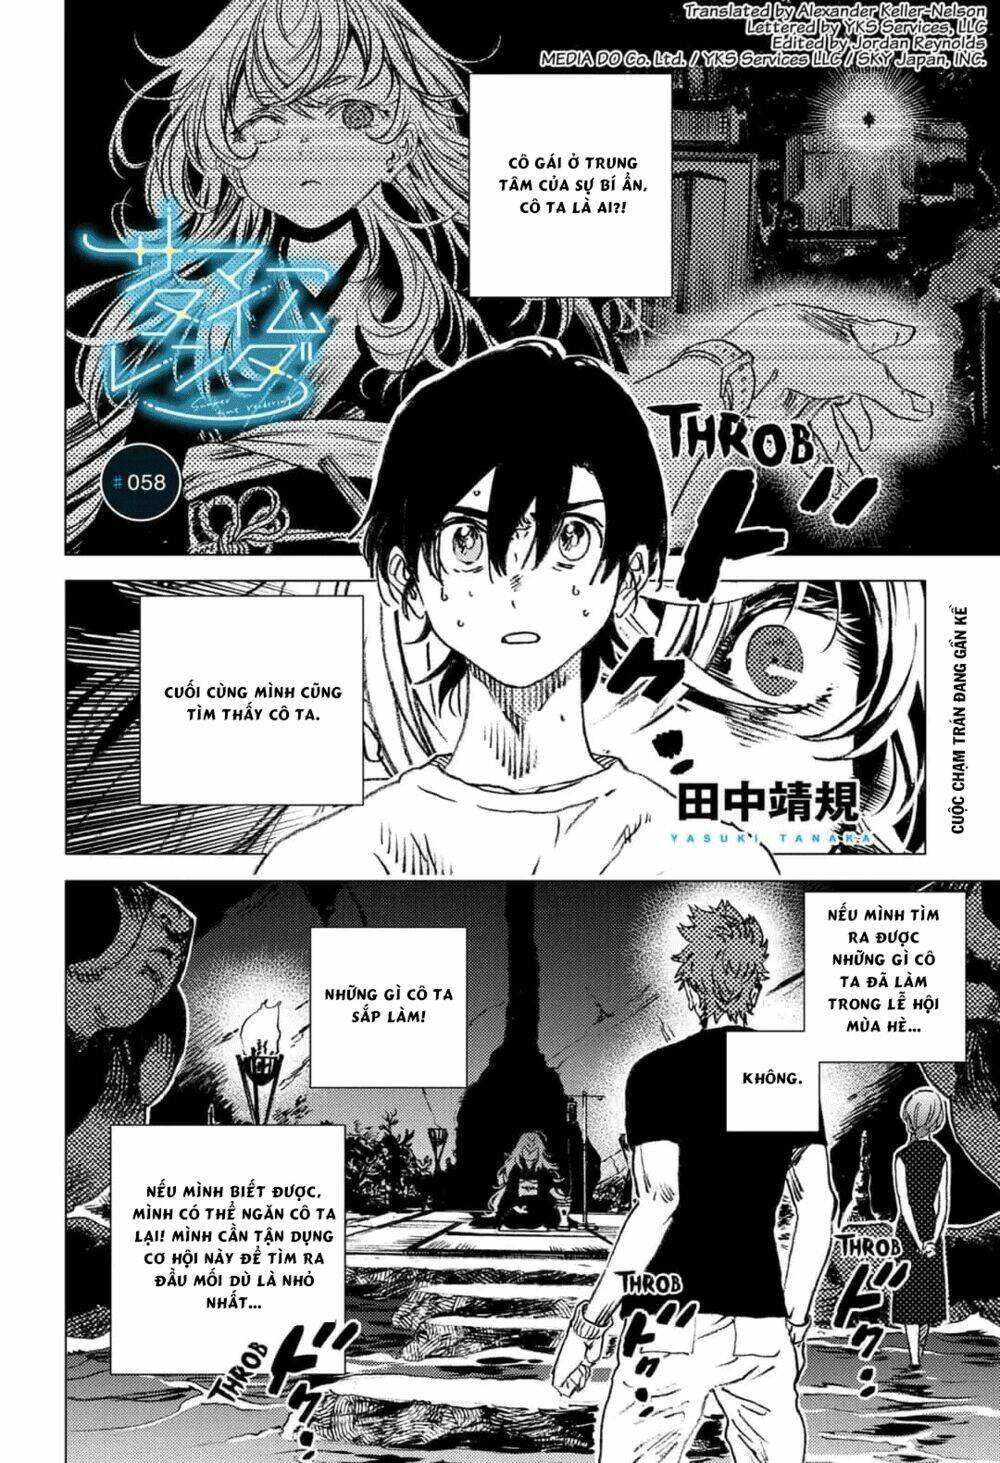 Translated by Alexander Keller-Nelson
Lettered by YKS Services, LLC
Edited by Jordan Reynolds
MEDIA DO Co. Ltd. / YKS Services LLC / SKY Japan, INC.
CÔ GÁI Ở TRUNG
TÂM CỦA SỰ BÍ ẨN,
CÔ TA LÀ AI?!
サマータイム
レンダ
Summer time rendering
#058
THROB
ドク
CUỐI CÙNG MÌNH CŨNG
TÌM THẤY CÔ TA.
田中靖規
YASUKI TANAKA
CUỘC CHẠM TRÁN ĐANG GẦN KỀ
NẾU MÌNH TÌM
RA ĐƯỢC
NHỮNG GÌ CÔ
TA ĐÃ LÀM
TRONG LỄ HỘI
MÙA HÈ...
KHÔNG.
NHỮNG GÌ CÔ TA
SẮP LÀM!
NẾU MÌNH BIẾT ĐƯỢC,
MÌNH CÓ THỂ NGĂN CÔ TA
LẠI! MÌNH CẦN TẬN DỤNG
CƠ HỘI NÀY ĐỂ TÌM RA
ĐẦU MỐI DÙ LÀ NHỎ
NHẤT...
THROB
ドク
THROB
ドク
THROB
ドク